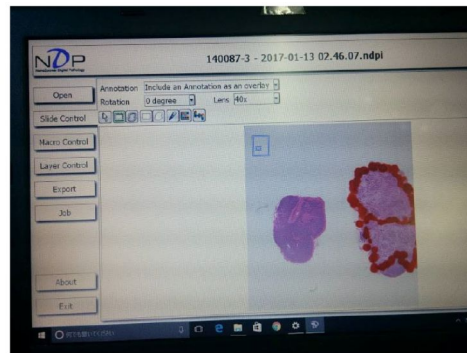 NDP
140087-3 - 2017-01-13 02.46.07.ndpi
Open
Annotation Include an Annotation as an overlay
Rotation 0 degree Lens 40x
Slide Control
Macro Control
Layer Control
Export
Job
About
Exit